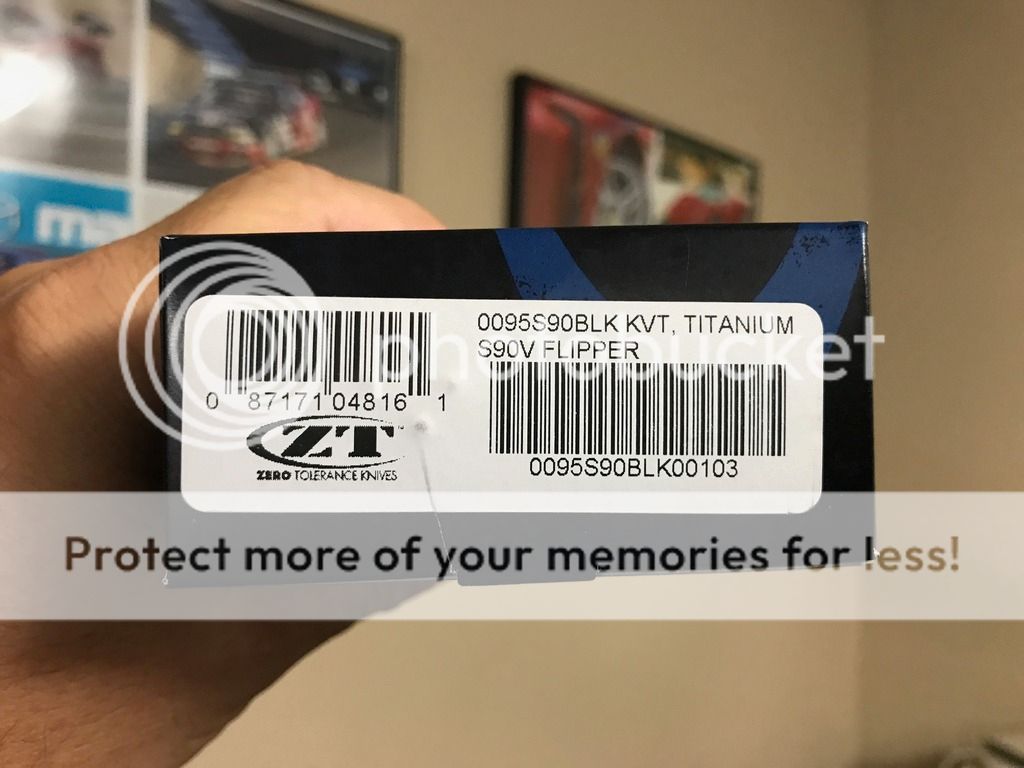 ma
0095S90BLK KVT, TITANIUM
S90V FLIPPER
0 87171 04816 1
ZT
ZERO TOLERANCE KNIVES
0095S90BLK00103
photobucket
Protect more of your memories for less!